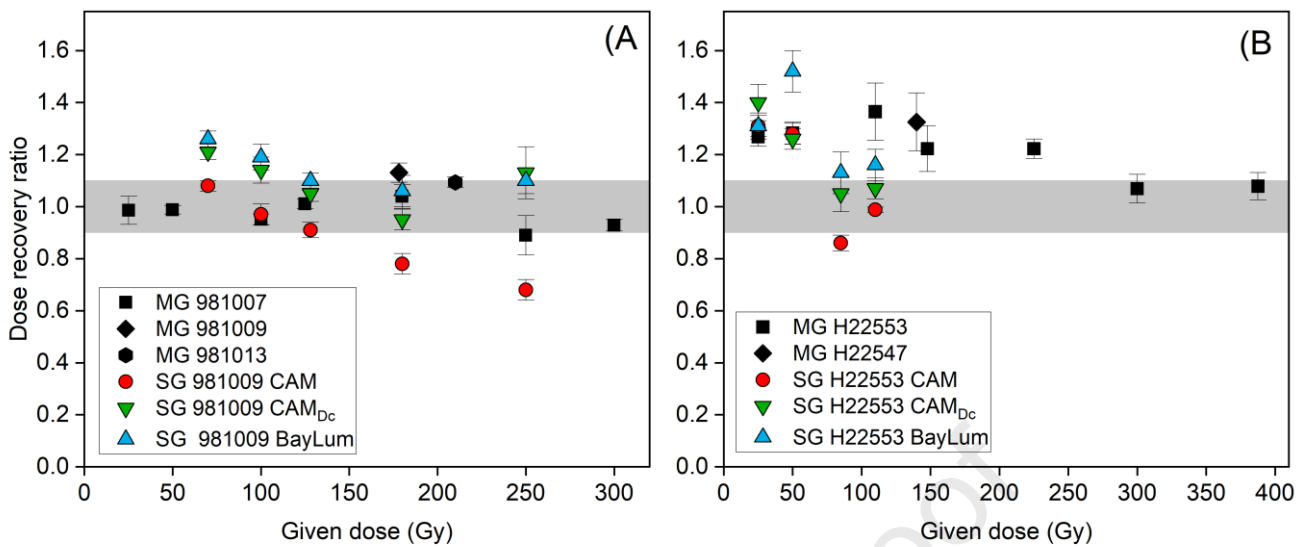 (A
(B
Dose recovery ratio
1.6
1.4
1.2
1.0
0.8
0.6
0.4
0.2
0.0
MG 981007
MG 981009
MG 981013
SG 981009 CAM
SG 981009 CAM_Dc
SG 981009 BayLum
0 50 100 150 200 250 300
Given dose (Gy)
1.6
1.4
1.2
1.0
0.8
0.6
0.4
0.2
0.0
MG H22553
MG H22547
SG H22553 CAM
SG H22553 CAM_Dc
SG H22553 BayLum
0 50 100 150 200 250 300 350 400
Given dose (Gy)